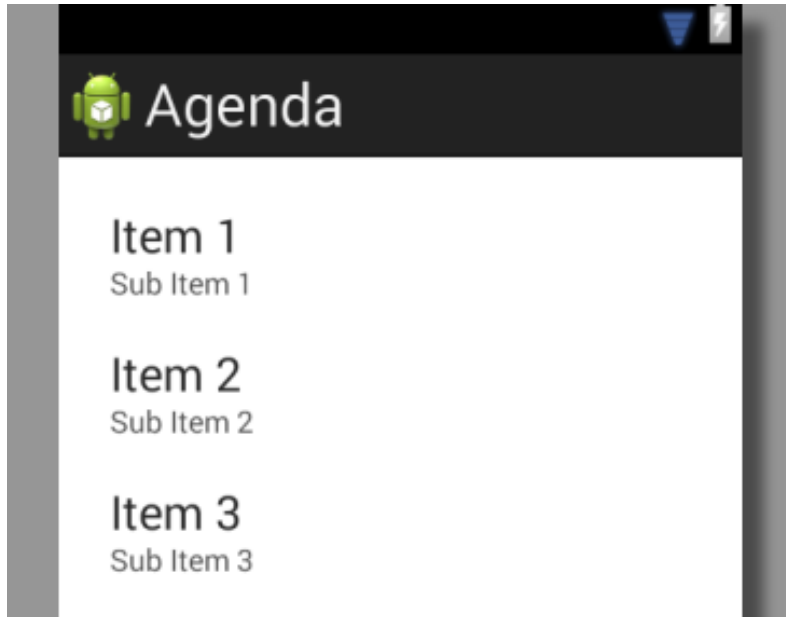 Agenda
Item 1
Sub Item 1
Item 2
Sub Item 2
Item 3
Sub Item 3